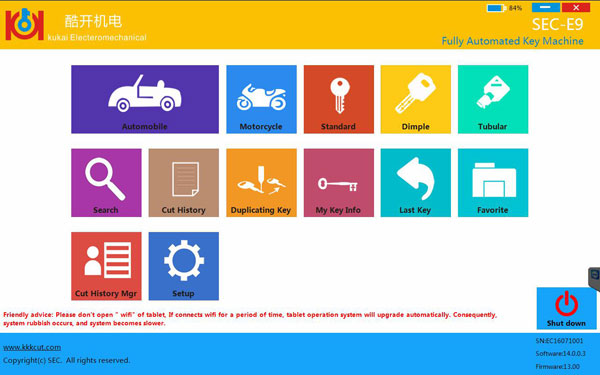 酷开机电
kukai Electeromechanical
84%
SEC-E9
Fully Automated Key Machine
Automobile
Motorcycle
Standard
Dimple
Tubular
Search
Cut History
Duplicating Key
My Key Info
Last Key
Favorite
Cut History Mgr
Setup
Shut down
Friendly advice: Please don't open " wifi" of tablet, If connects wifi for a period of time, tablet operation system will upgrade automatically. Consequently,
system rubbish occurs, and system becomes slower.
www.kkkcut.com
Copyright(c) SEC. All rights reserved.
SN:EC16071001
Software:14.0.0.3
Firmware:13.00